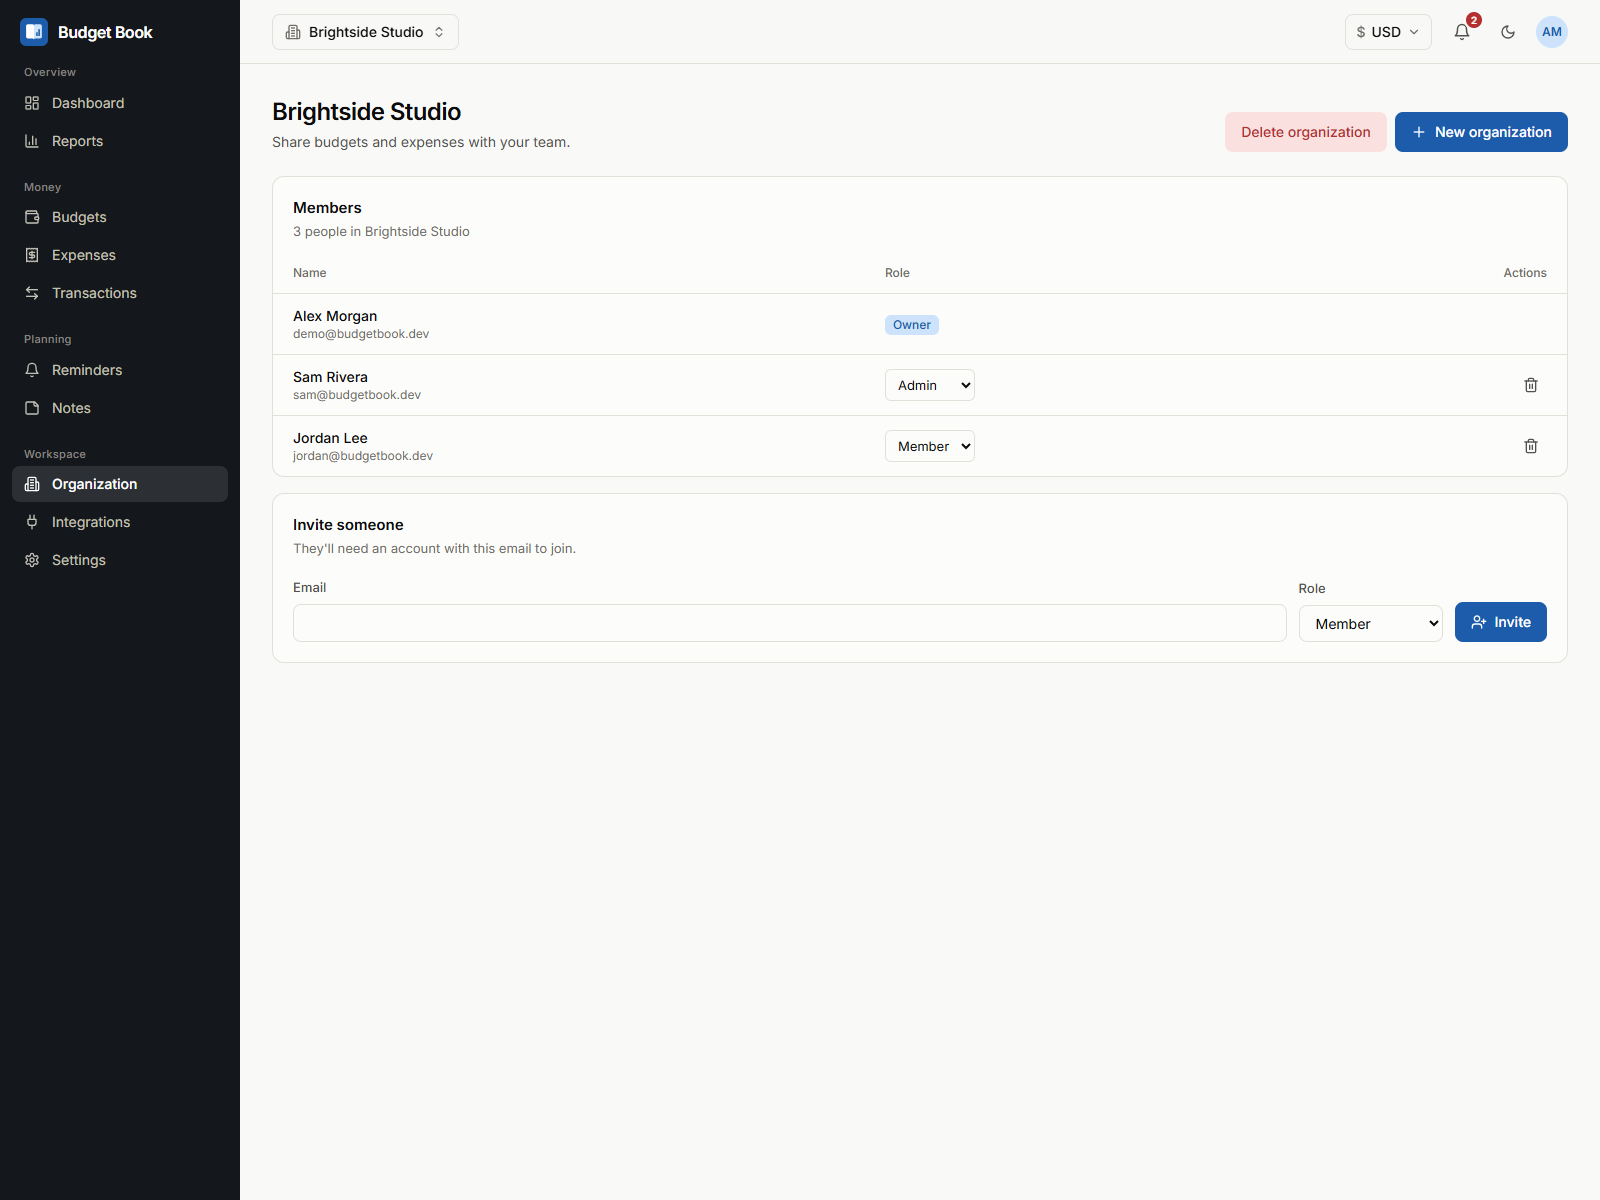 Budget Book
Overview
Dashboard
Reports
Money
Budgets
Expenses
Transactions
Planning
Reminders
Notes
Workspace
Organization
Integrations
Settings
Brightside Studio
$ USD
2
AM
Brightside Studio
Share budgets and expenses with your team.
Delete organization
New organization
Members
3 people in Brightside Studio
Name Role Actions
Alex Morgan
demo@budgetbook.dev
Owner
Sam Rivera
sam@budgetbook.dev
Admin
Jordan Lee
jordan@budgetbook.dev
Member
Invite someone
They'll need an account with this email to join.
Email
Role
Member
Invite